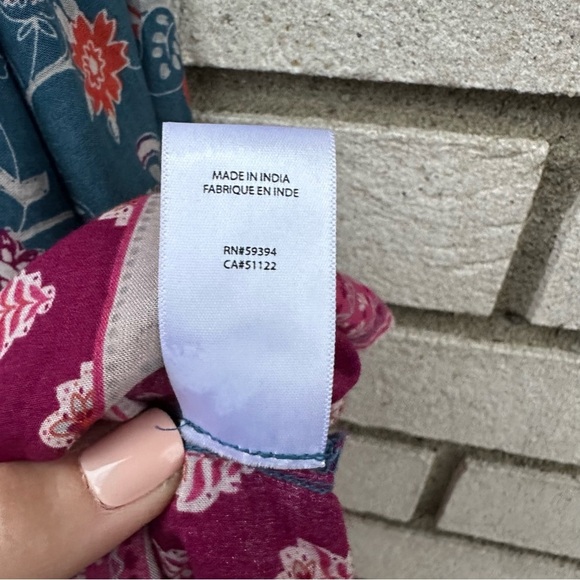 MADE IN INDIA
FABRIQUE EN INDE
RN#59394
CA#51122